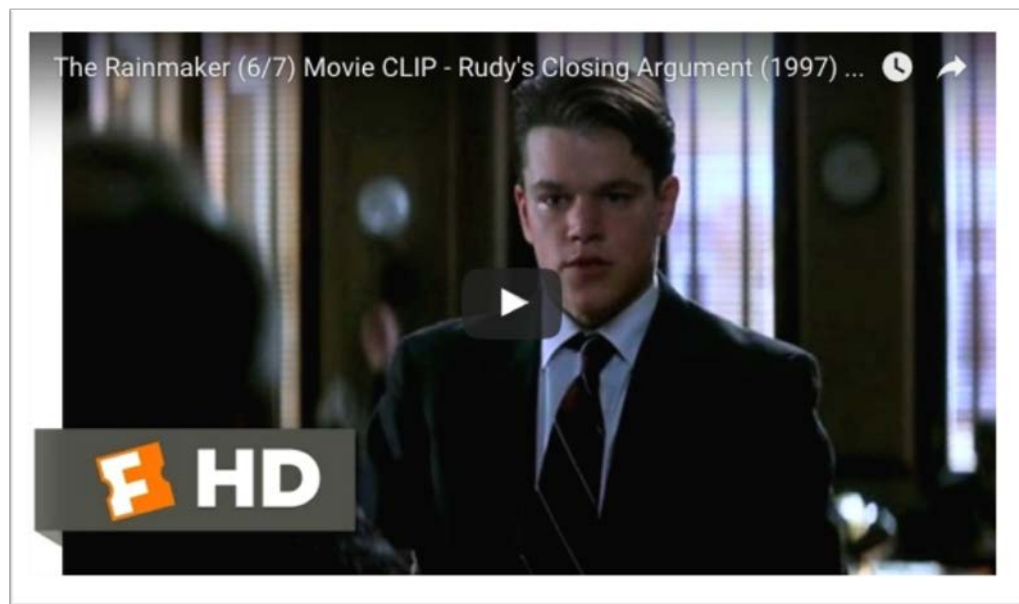 The Rainmaker (6/7) Movie CLIP - Rudy's Closing Argument (1997) ...
F HD